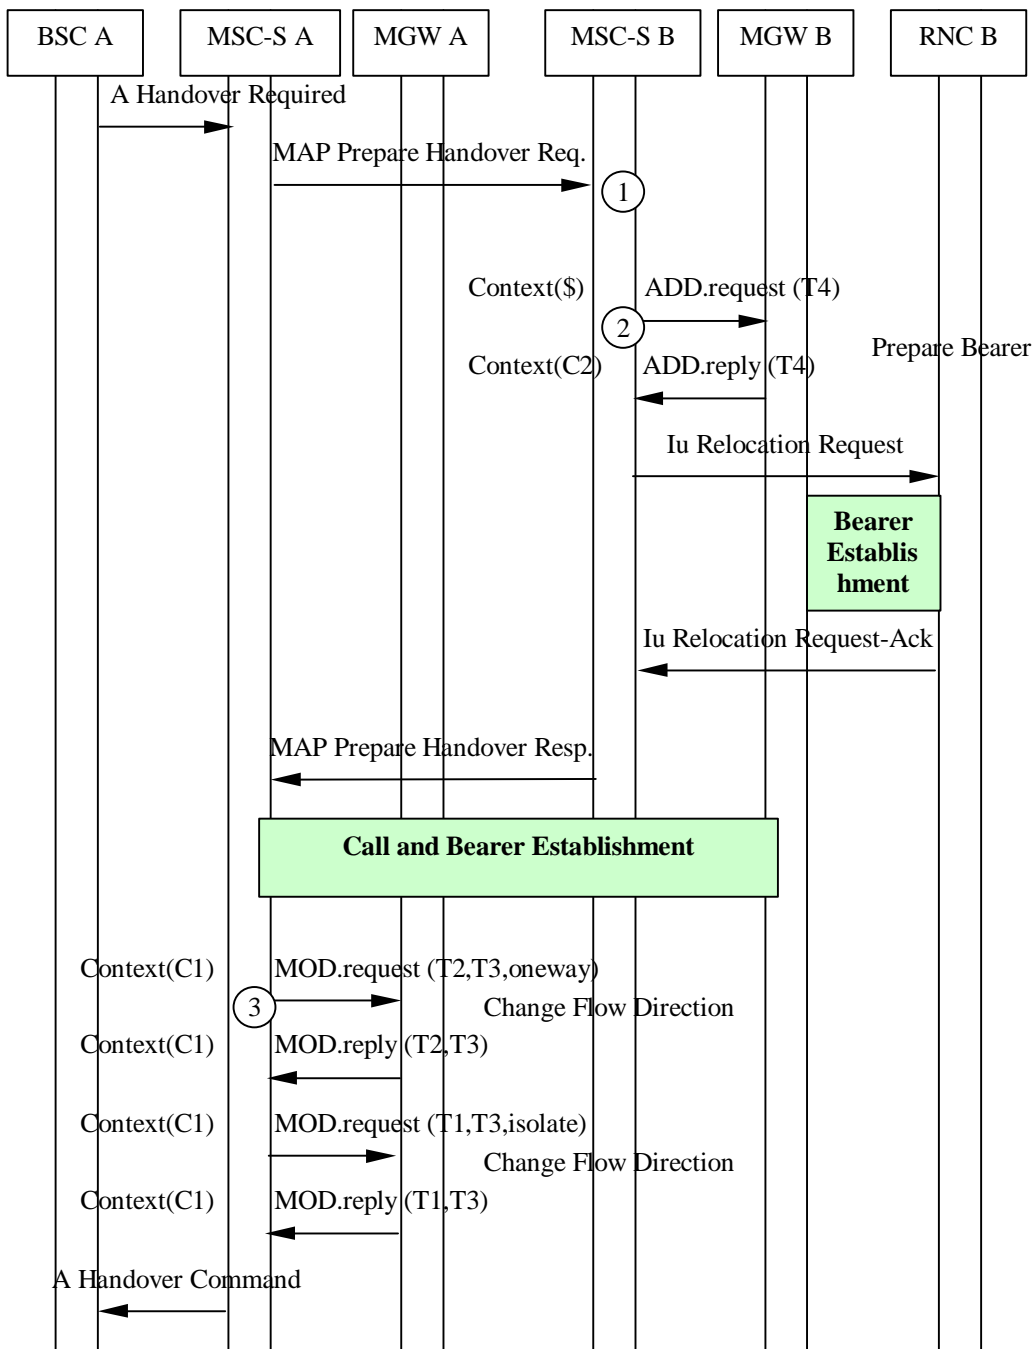 BSC A
MSC-S A
MGW A
MSC-S B
MGW B
RNC B
A Handover Required
MAP Prepare Handover Req.
1
Context($)
ADD.request (T4)
2
Prepare Bearer
Context(C2)
ADD.reply (T4)
Iu Relocation Request
Bearer
Establis
hment
Iu Relocation Request-Ack
MAP Prepare Handover Resp.
Call and Bearer Establishment
Context(C1)
MOD.request (T2,T3,oneway)
3
Change Flow Direction
Context(C1)
MOD.reply (T2,T3)
Context(C1)
MOD.request (T1,T3,isolate)
Change Flow Direction
Context(C1)
MOD.reply (T1,T3)
A Handover Command